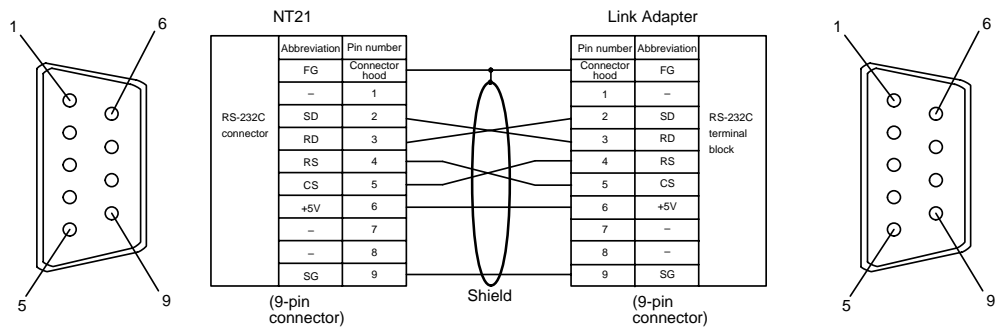 NT21
Link Adapter
1
6
5
9
RS-232C
connector
Abbreviation Pin number
FG Connector hood
– 1
SD 2
RD 3
RS 4
CS 5
+5V 6
– 7
– 8
SG 9
(9-pin
connector)
Shield
Pin number Abbreviation
Connector hood FG
1 –
2 SD
3 RD
4 RS
5 CS
6 +5V
7 –
8 –
9 SG
RS-232C
terminal
block
(9-pin
connector)
1
6
5
9